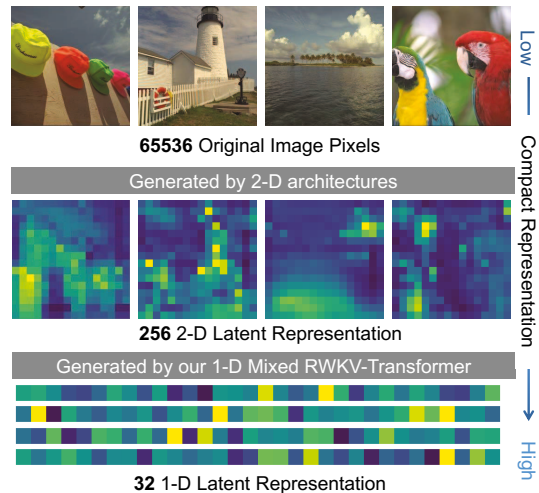 65536 Original Image Pixels
Generated by 2-D architectures
256 2-D Latent Representation
Generated by our 1-D Mixed RWKV-Transformer
32 1-D Latent Representation
Low
Compact Representation
High